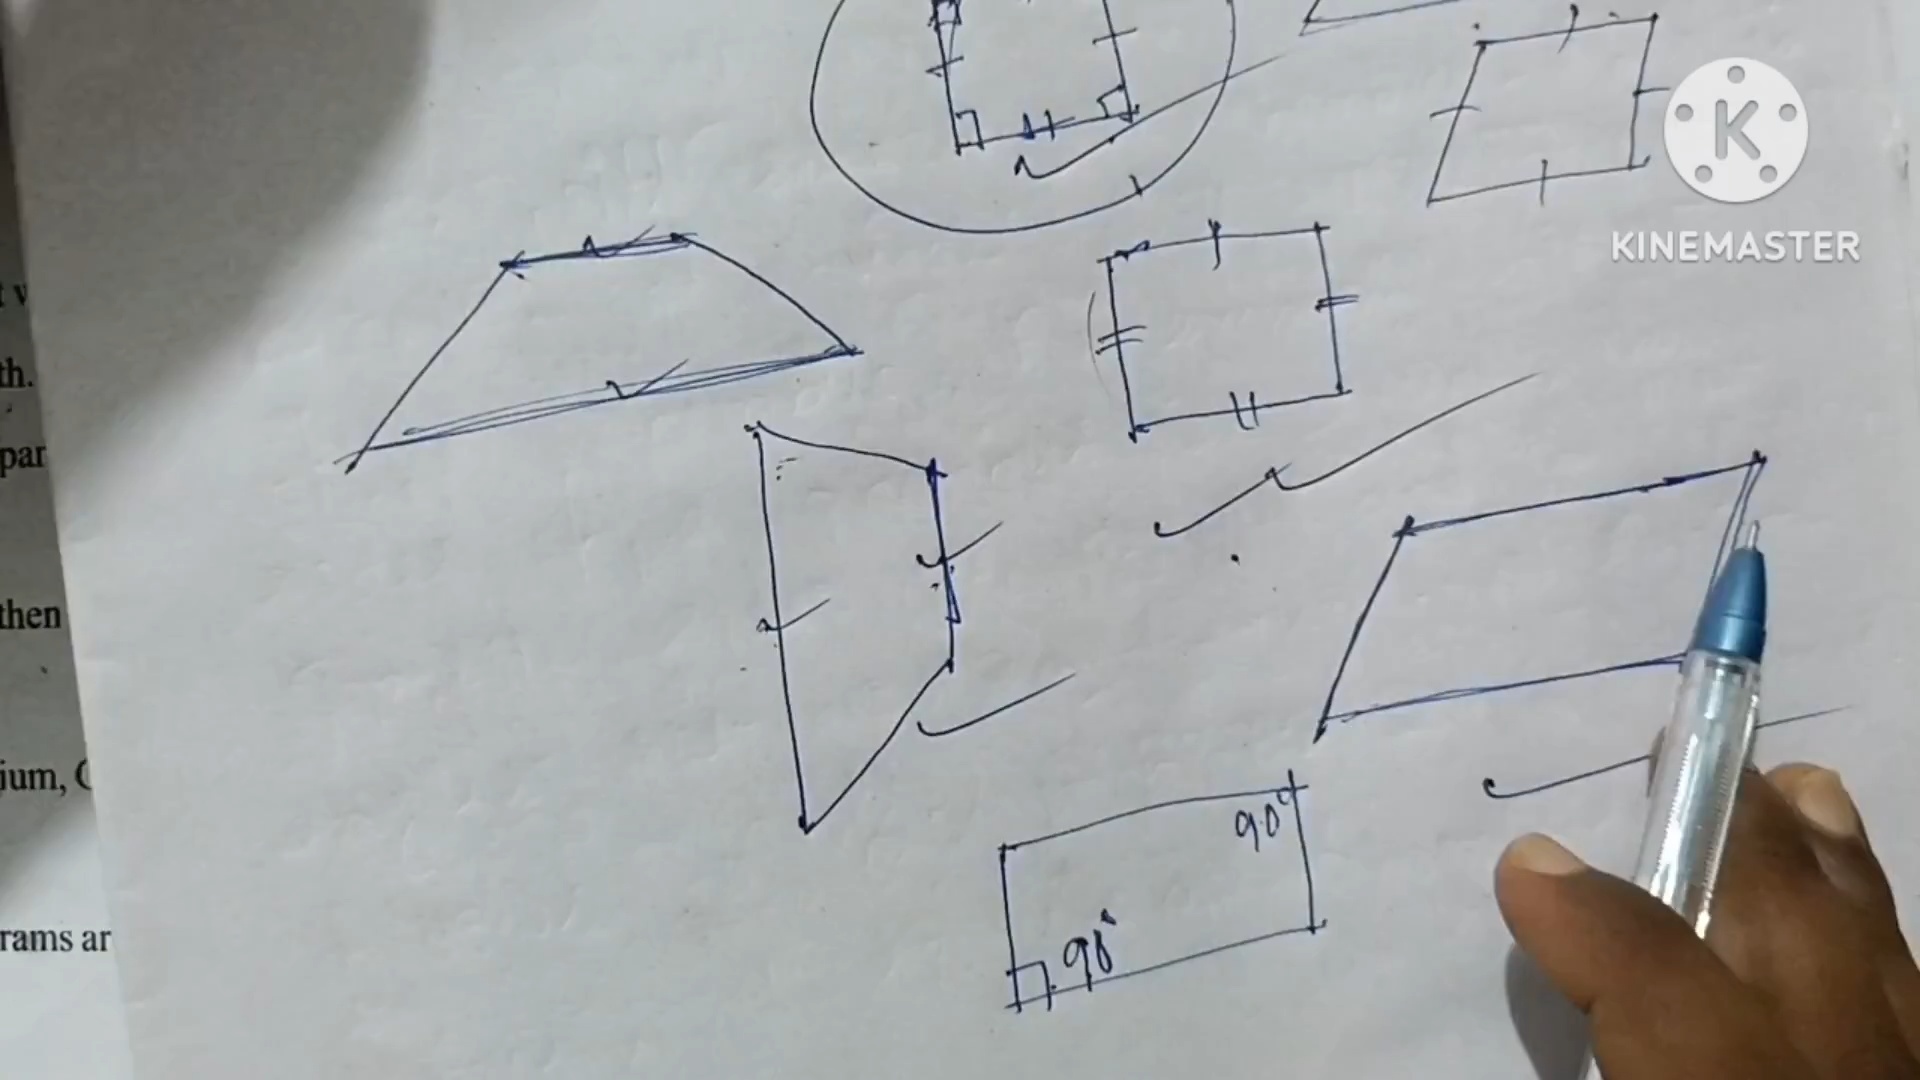 K
KINEMASTER
th.
par
then
ium, C
90°
90°
rams ar